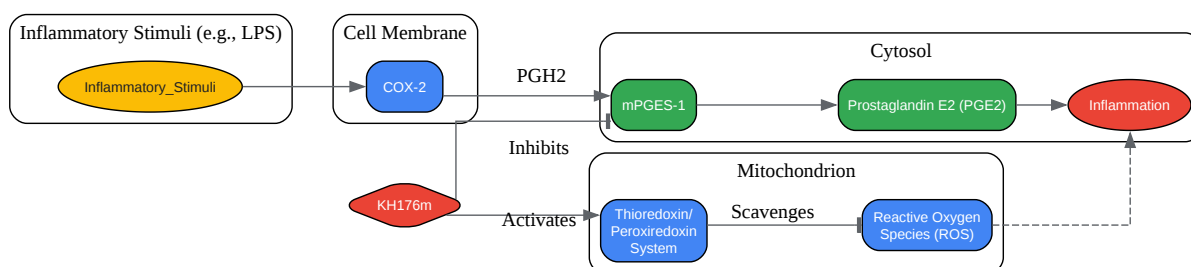 Inflammatory Stimuli (e.g., LPS)
Inflammatory_Stimuli
Cell Membrane
COX-2
PGH2
Cytosol
mPGES-1
Prostaglandin E2 (PGE2)
Inflammation
Inhibits
KH176m
Activates
Mitochondrion
Thioredoxin/
Peroxiredoxin
System
Scavenges
Reactive Oxygen
Species (ROS)